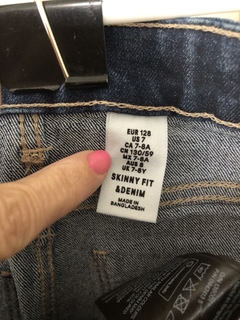 EUR 128
US 7
CA 7-8A
CN 130/59
MX 7-8A
AUS 8
UK 7-8Y
SKINNY FIT
&DENIM
MADE IN
BANGLADESH